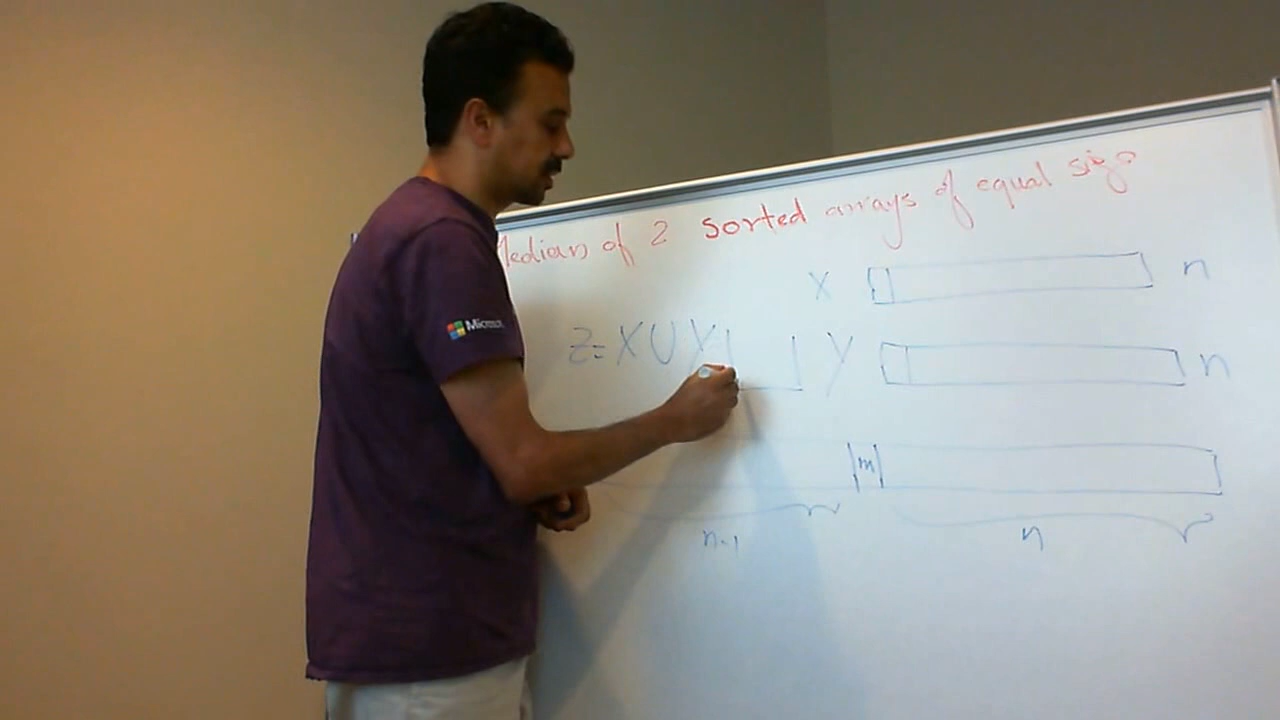 Median of 2 sorted arrays of equal size
X n
Z = X U Y
Y n
m
n-1 n
Microsoft